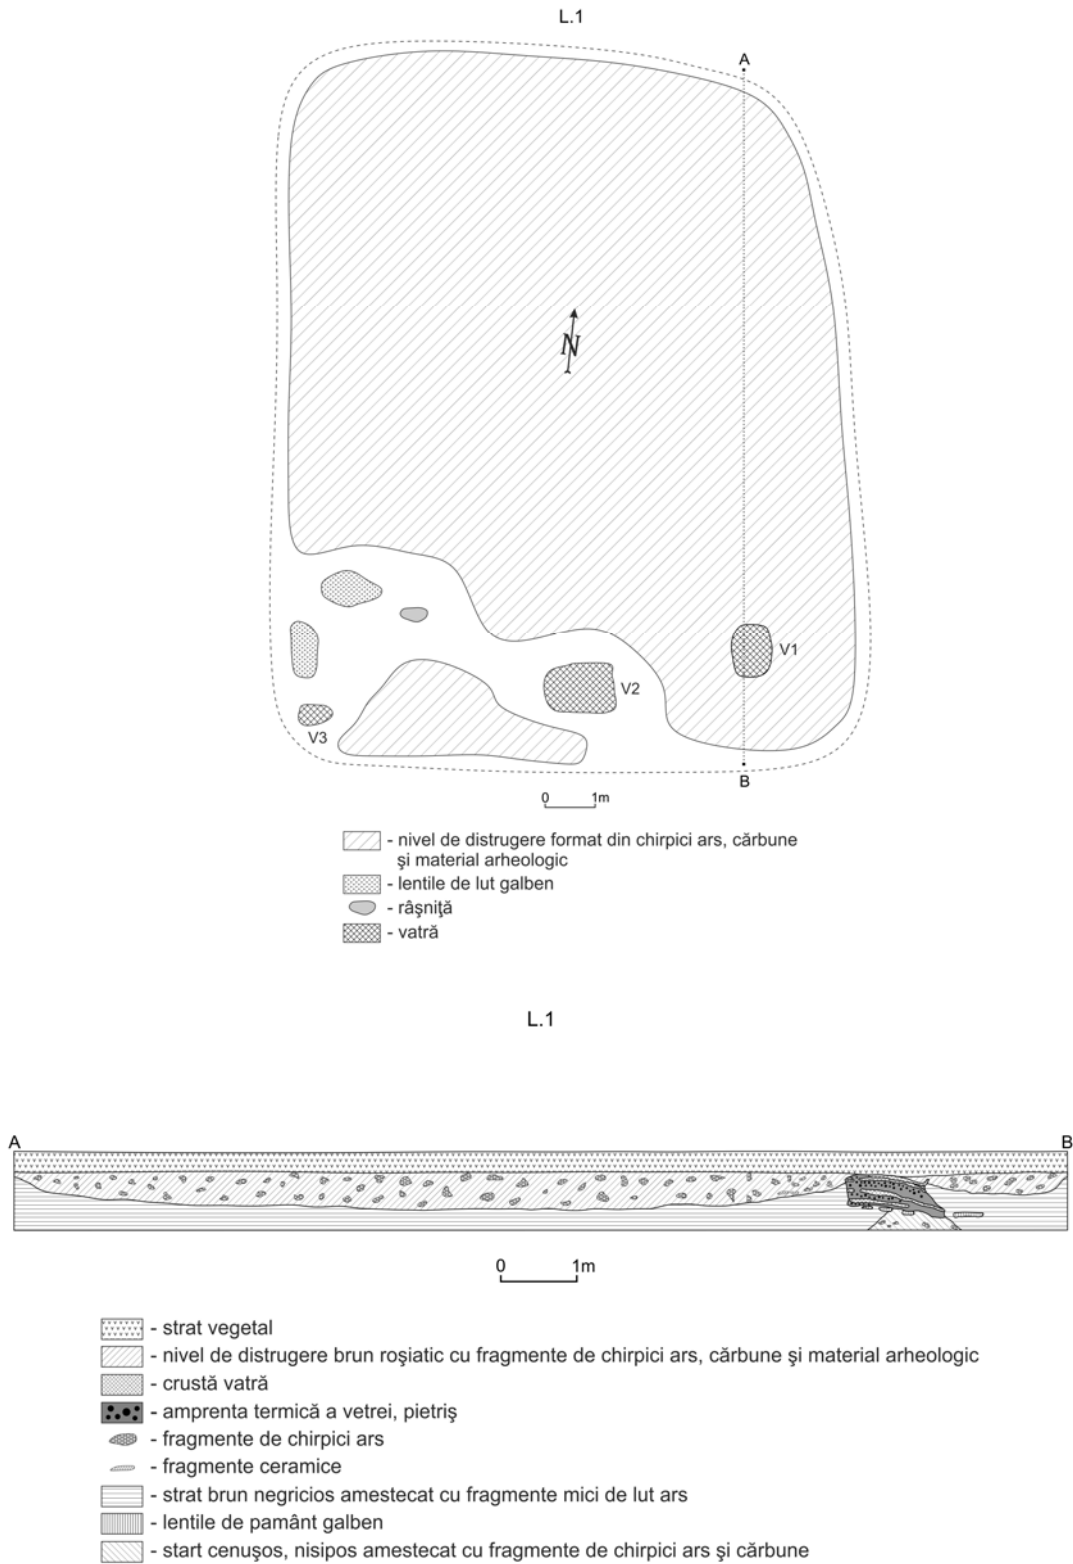 L.1
A
N
V1
V2
V3
B
0 1m
- nivel de distrugere format din chirpici ars, cărbune
şi material arheologic
- lentile de lut galben
- râşniţă
- vatră
L.1
A B
0 1m
- strat vegetal
- nivel de distrugere brun roşiatic cu fragmente de chirpici ars, cărbune şi material arheologic
- crustă vatră
- amprenta termică a vetrei, pietriş
- fragmente de chirpici ars
- fragmente ceramice
- strat brun negricios amestecat cu fragmente mici de lut ars
- lentile de pamânt galben
- start cenuşos, nisipos amestecat cu fragmente de chirpici ars şi cărbune